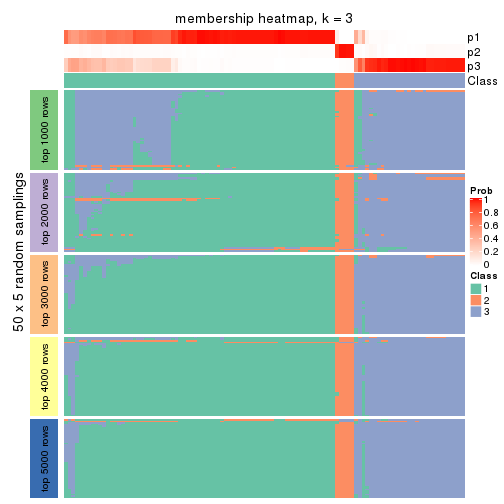 membership heatmap, k = 3
p1
p2
p3
Class
50 x 5 random samplings
top 1000 rows
top 2000 rows
top 3000 rows
top 4000 rows
top 5000 rows
Prob
1
0.8
0.6
0.4
0.2
0
Class
1
2
3